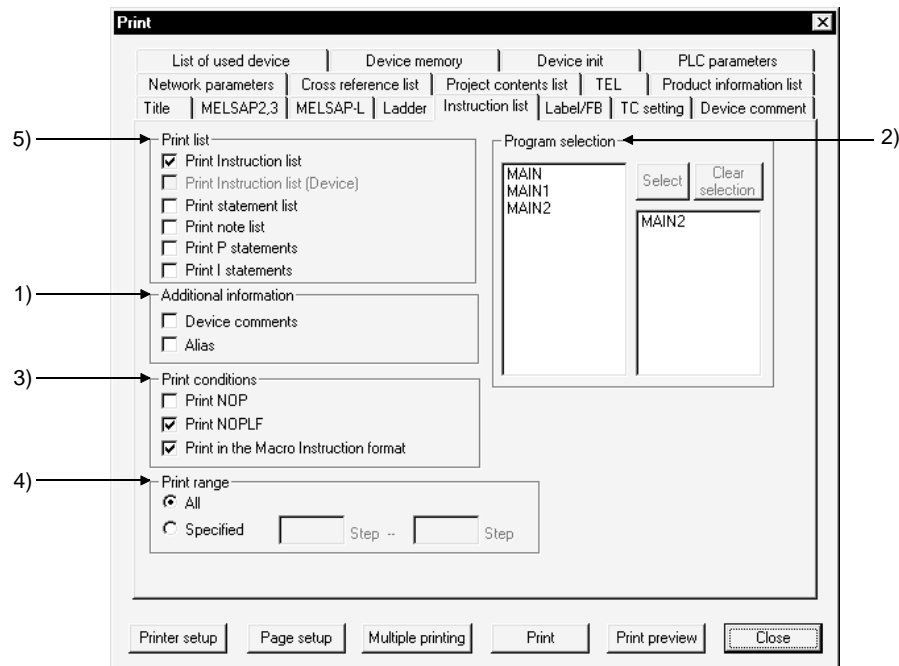 Print
List of used device Device memory Device init PLC parameters
Network parameters Cross reference list Project contents list TEL Product information list
Title MELSAP2,3 MELSAP-L Ladder Instruction list Label/FB TC setting Device comment
5) Print list
Print Instruction list
Print Instruction list (Device)
Print statement list
Print note list
Print P statements
Print I statements
2) Program selection
MAIN
MAIN1
MAIN2
Select
Clear selection
MAIN2
1) Additional information
Device comments
Alias
3) Print conditions
Print NOP
Print NOPLF
Print in the Macro Instruction format
4) Print range
All
Specified Step -- Step
Printer setup Page setup Multiple printing Print Print preview Close